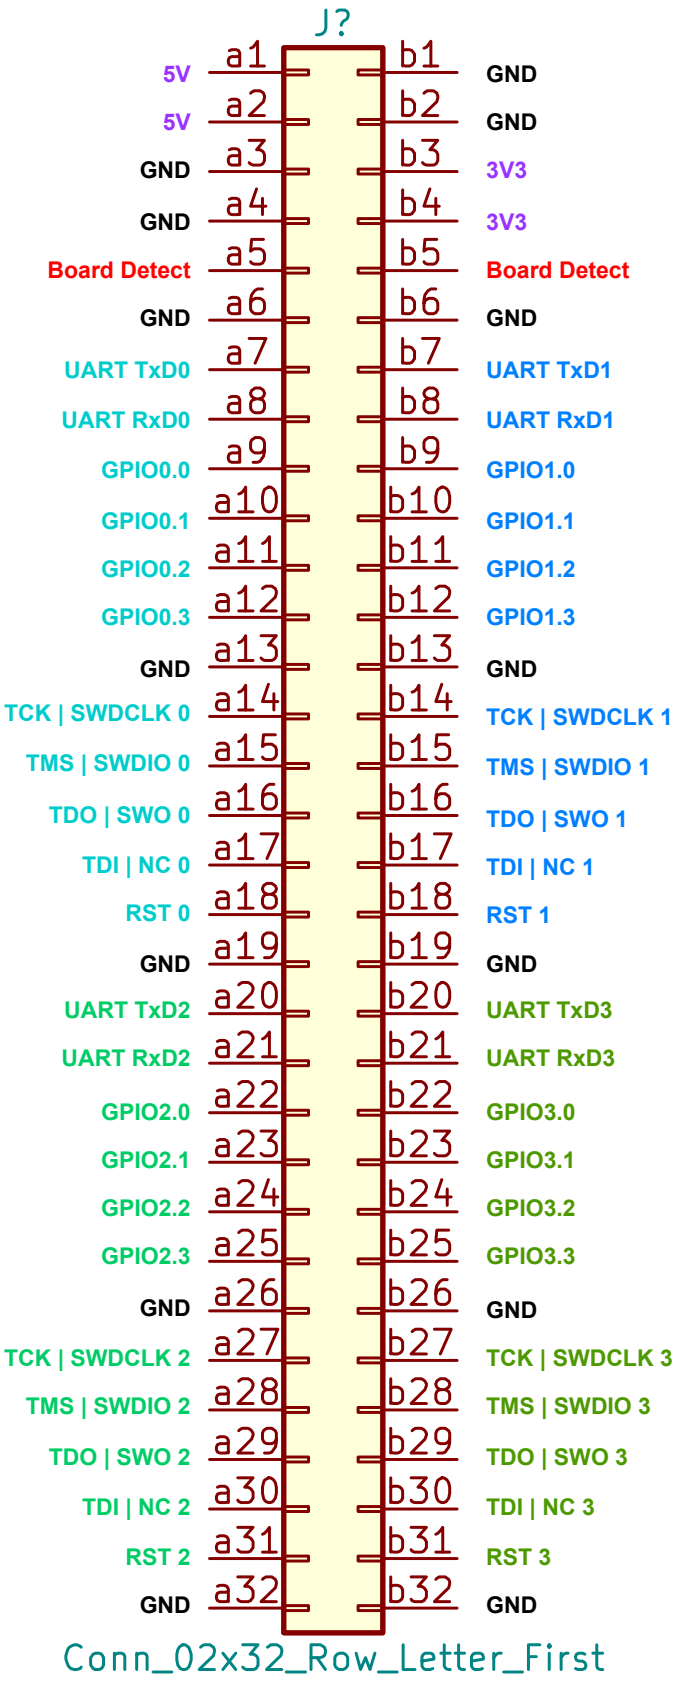 J?
5V a1 b1 GND
5V a2 b2 GND
GND a3 b3 3V3
GND a4 b4 3V3
Board Detect a5 b5 Board Detect
GND a6 b6 GND
UART TxD0 a7 b7 UART TxD1
UART RxD0 a8 b8 UART RxD1
GPIO0.0 a9 b9 GPIO1.0
GPIO0.1 a10 b10 GPIO1.1
GPIO0.2 a11 b11 GPIO1.2
GPIO0.3 a12 b12 GPIO1.3
GND a13 b13 GND
TCK | SWDCLK 0 a14 b14 TCK | SWDCLK 1
TMS | SWDIO 0 a15 b15 TMS | SWDIO 1
TDO | SWO 0 a16 b16 TDO | SWO 1
TDI | NC 0 a17 b17 TDI | NC 1
RST 0 a18 b18 RST 1
GND a19 b19 GND
UART TxD2 a20 b20 UART TxD3
UART RxD2 a21 b21 UART RxD3
GPIO2.0 a22 b22 GPIO3.0
GPIO2.1 a23 b23 GPIO3.1
GPIO2.2 a24 b24 GPIO3.2
GPIO2.3 a25 b25 GPIO3.3
GND a26 b26 GND
TCK | SWDCLK 2 a27 b27 TCK | SWDCLK 3
TMS | SWDIO 2 a28 b28 TMS | SWDIO 3
TDO | SWO 2 a29 b29 TDO | SWO 3
TDI | NC 2 a30 b30 TDI | NC 3
RST 2 a31 b31 RST 3
GND a32 b32 GND
Conn_02x32_Row_Letter_First